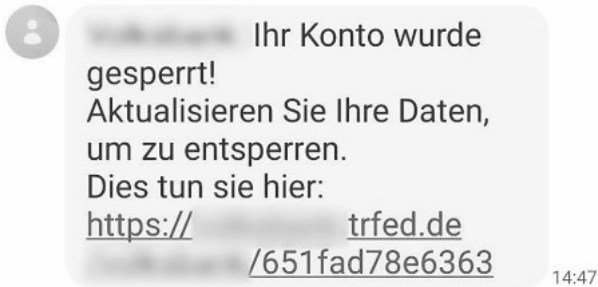 Ihr Konto wurde
gesperrt!
Aktualisieren Sie Ihre Daten,
um zu entsperren.
Dies tun sie hier:
https:// trfed.de
/651fad78e6363
14:47